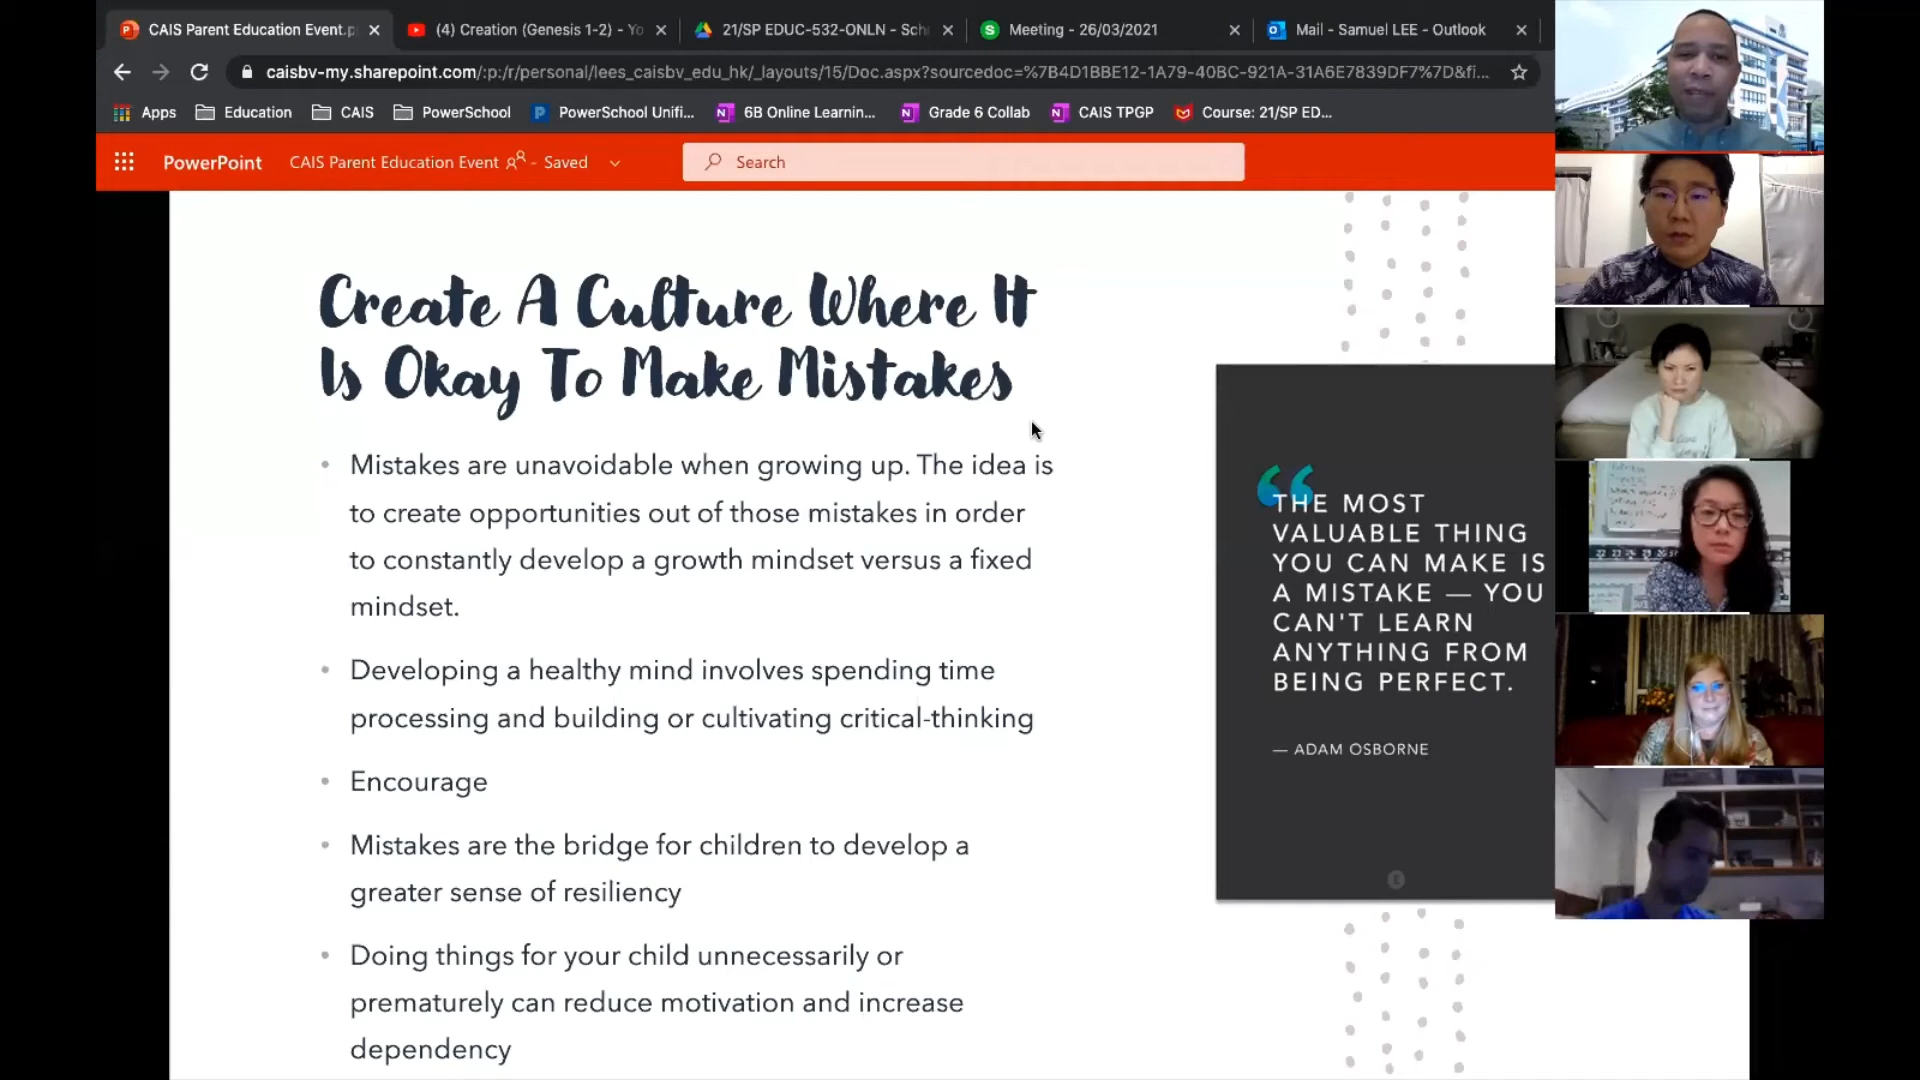 CAIS Parent Education Event.p
(4) Creation (Genesis 1-2) - Yo
21/SP EDUC-532-ONLN - Sch
Meeting - 26/03/2021
Mail - Samuel LEE - Outlook
caisbv-my.sharepoint.com/:p:/r/personal/lees_caisbv_edu_hk/_layouts/15/Doc.aspx?sourcedoc=%7B4D1BBE12-1A79-40BC-921A-31A6E7839DF7%7D&fi...
Apps
Education
CAIS
PowerSchool
PowerSchool Unifi...
6B Online Learnin...
Grade 6 Collab
CAIS TPGP
Course: 21/SP ED...
PowerPoint
CAIS Parent Education Event - Saved
Search
Create A Culture Where It
Is Okay To Make Mistakes
• Mistakes are unavoidable when growing up. The idea is
to create opportunities out of those mistakes in order
to constantly develop a growth mindset versus a fixed
mindset.
• Developing a healthy mind involves spending time
processing and building or cultivating critical-thinking
• Encourage
• Mistakes are the bridge for children to develop a
greater sense of resiliency
• Doing things for your child unnecessarily or
prematurely can reduce motivation and increase
dependency
“THE MOST
VALUABLE THING
YOU CAN MAKE IS
A MISTAKE — YOU
CAN'T LEARN
ANYTHING FROM
BEING PERFECT.
— ADAM OSBORNE